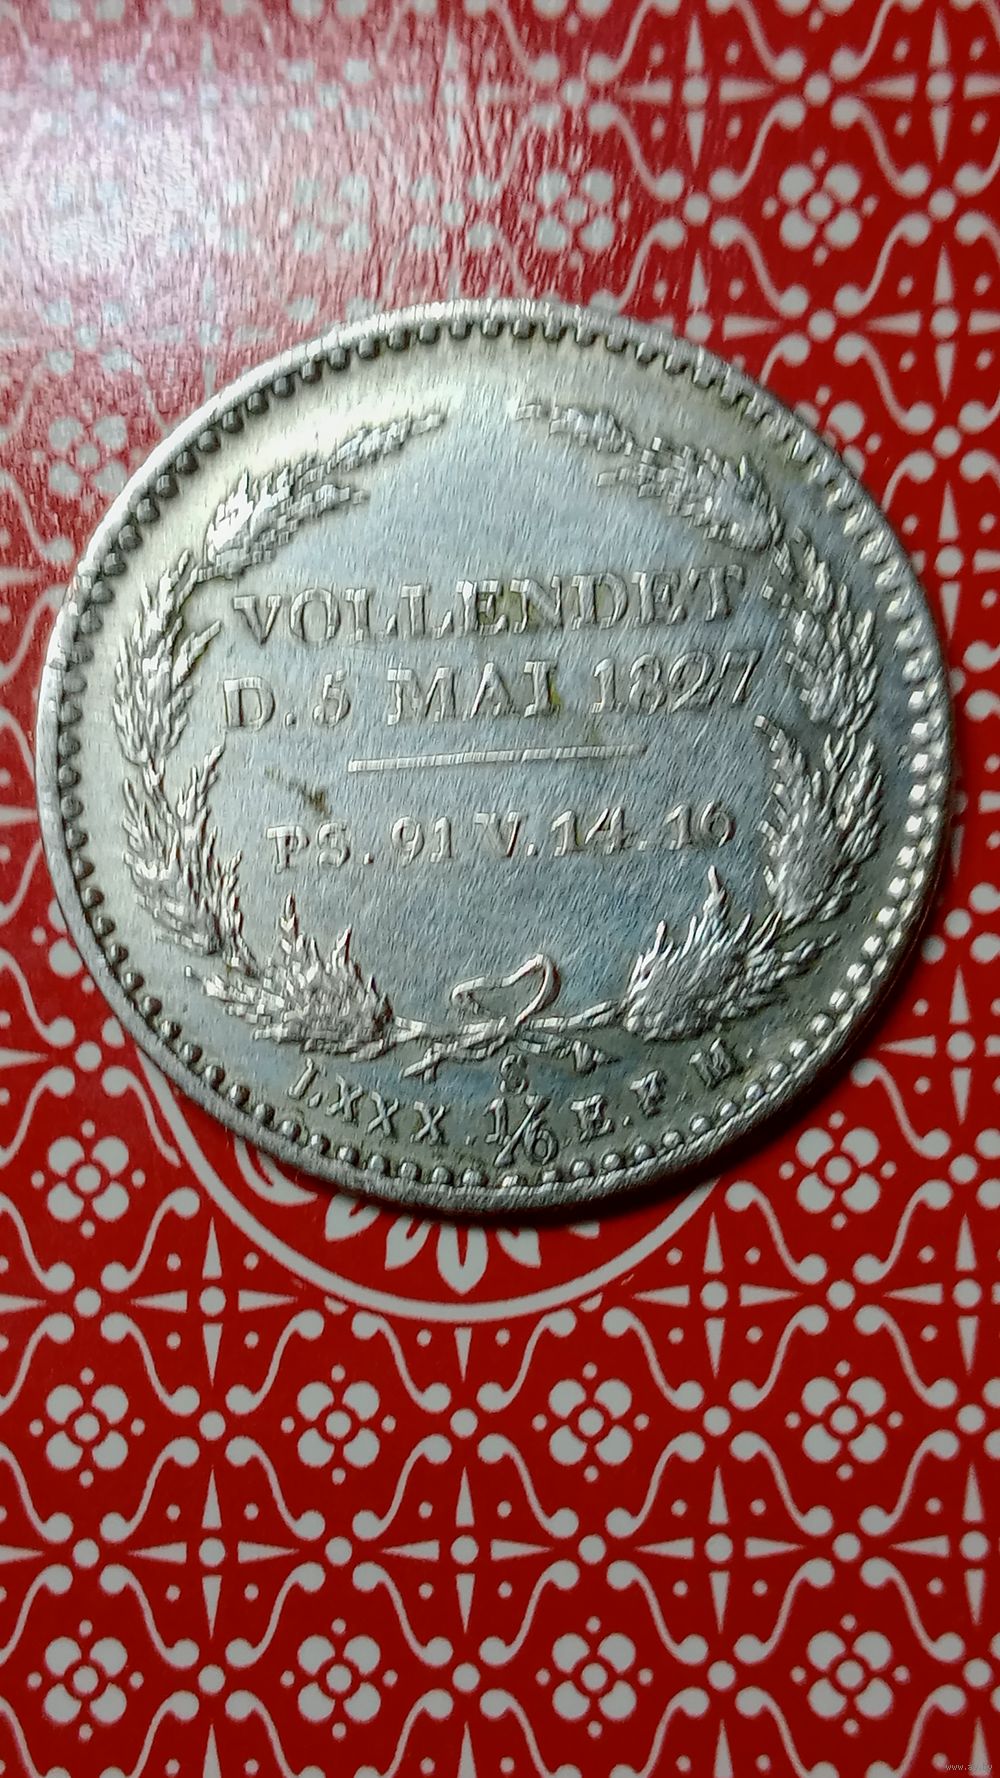 VOLLENDET
D. 5 MAI 1827
PS. 91 V. 14. 16
LXXX. 1/6 E. F. M.
S